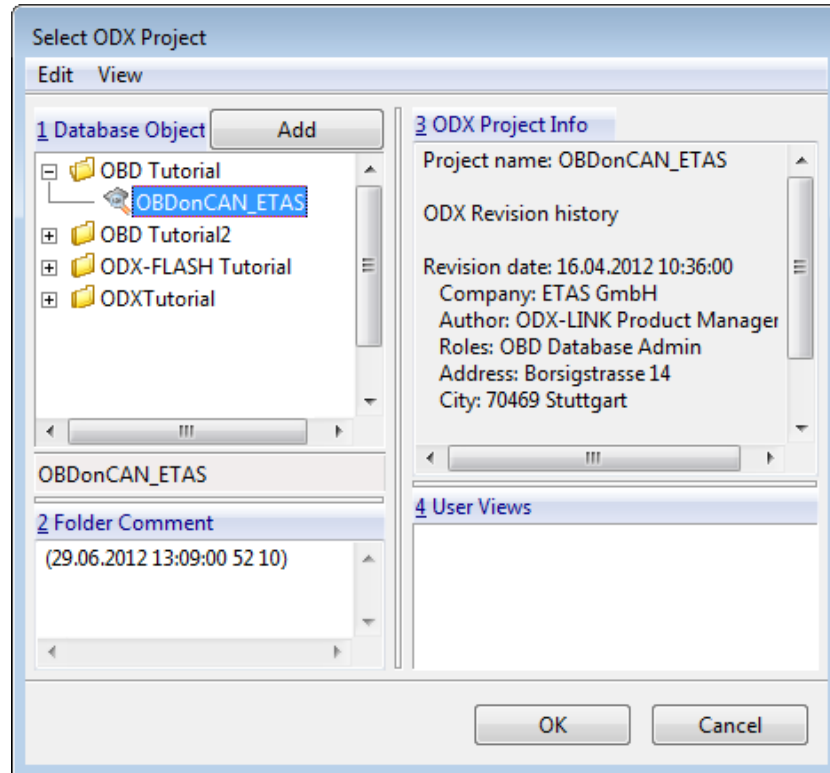 Select ODX Project
Edit View
1 Database Object
Add
OBD Tutorial
OBDonCAN_ETAS
OBD Tutorial2
ODX-FLASH Tutorial
ODXTutorial
OBDonCAN_ETAS
2 Folder Comment
(29.06.2012 13:09:00 52 10)
3 ODX Project Info
Project name: OBDonCAN_ETAS
ODX Revision history
Revision date: 16.04.2012 10:36:00
Company: ETAS GmbH
Author: ODX-LINK Product Manager
Roles: OBD Database Admin
Address: Borsigstrasse 14
City: 70469 Stuttgart
4 User Views
OK Cancel